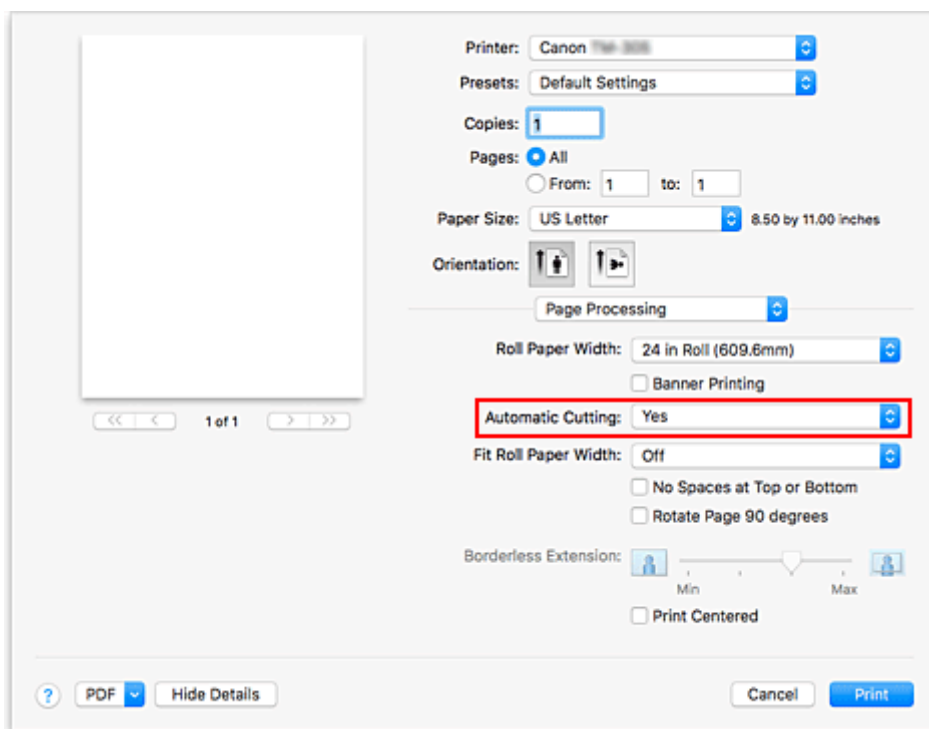 Printer: Canon
Presets: Default Settings
Copies: 1
Pages: All
From: 1 to: 1
Paper Size: US Letter 8.50 by 11.00 inches
Orientation:
Page Processing
Roll Paper Width: 24 in Roll (609.6mm)
Banner Printing
1 of 1
Automatic Cutting: Yes
Fit Roll Paper Width: Off
No Spaces at Top or Bottom
Rotate Page 90 degrees
Borderless Extension:
Min Max
Print Centered
? PDF Hide Details Cancel Print